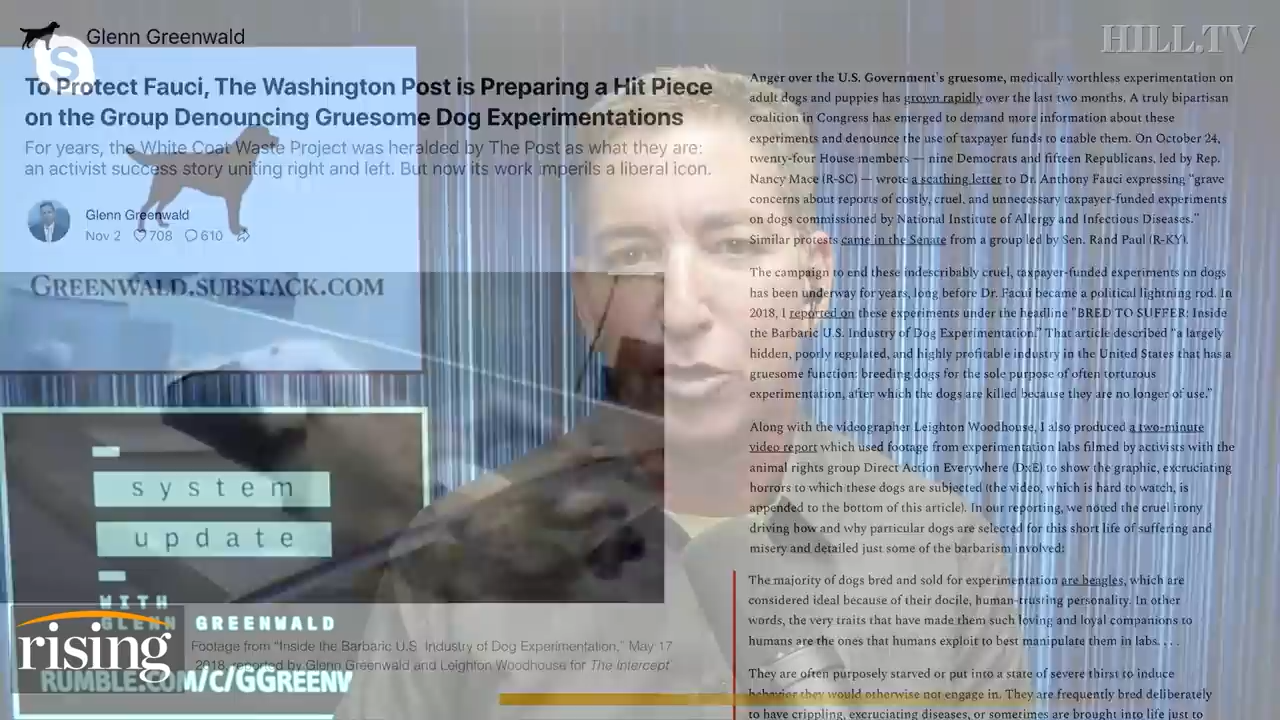 Glenn Greenwald
HILL.TV
To Protect Fauci, The Washington Post is Preparing a Hit Piece
on the Group Denouncing Gruesome Dog Experimentations
For years, the White Coat Waste Project was heralded by The Post as what they are:
an activist success story uniting right and left. But now its work imperils a liberal icon.
Glenn Greenwald
Nov 2 708 610
GREENWALD.SUBSTACK.COM
system
update
WITH
GLENN GREENWALD
rising
Footage from "Inside the Barbaric U.S. Industry of Dog Experimentation," May 17
2018, reported by Glenn Greenwald and Leighton Woodhouse for The Intercept
RUMBLE.COM/C/GGREENW
Anger over the U.S. Government's gruesome, medically worthless experimentation on
adult dogs and puppies has grown rapidly over the last two months. A truly bipartisan
coalition in Congress has emerged to demand more information about these
experiments and denounce the use of taxpayer funds to enable them. On October 24,
twenty-four House members — nine Democrats and fifteen Republicans, led by Rep.
Nancy Mace (R-SC) — wrote a scathing letter to Dr. Anthony Fauci expressing "grave
concerns about reports of costly, cruel, and unnecessary taxpayer-funded experiments
on dogs commissioned by National Institute of Allergy and Infectious Diseases."
Similar protests came in the Senate from a group led by Sen. Rand Paul (R-KY).
The campaign to end these indescribably cruel, taxpayer-funded experiments on dogs
has been underway for years, long before Dr. Facui became a political lightning rod. In
2018, I reported on these experiments under the headline "BRED TO SUFFER: Inside
the Barbaric U.S. Industry of Dog Experimentation." That article described "a largely
hidden, poorly regulated, and highly profitable industry in the United States that has a
gruesome function: breeding dogs for the sole purpose of often torturous
experimentation, after which the dogs are killed because they are no longer of use."
Along with the videographer Leighton Woodhouse, I also produced a two-minute
video report which used footage from experimentation labs filmed by activists with the
animal rights group Direct Action Everywhere (DxE) to show the graphic, excruciating
horrors to which these dogs are subjected (the video, which is hard to watch, is
appended to the bottom of this article). In our reporting, we noted the cruel irony
driving how and why particular dogs are selected for this short life of suffering and
misery and detailed just some of the barbarism involved:
The majority of dogs bred and sold for experimentation are beagles, which are
considered ideal because of their docile, human-trusting personality. In other
words, the very traits that have made them such loving and loyal companions to
humans are the ones that humans exploit to best manipulate them in labs. . . .
They are often purposely starved or put into a state of severe thirst to induce
behavior they would otherwise not engage in. They are frequently bred deliberately
to have crippling, excruciating diseases, or sometimes are brought into life just to